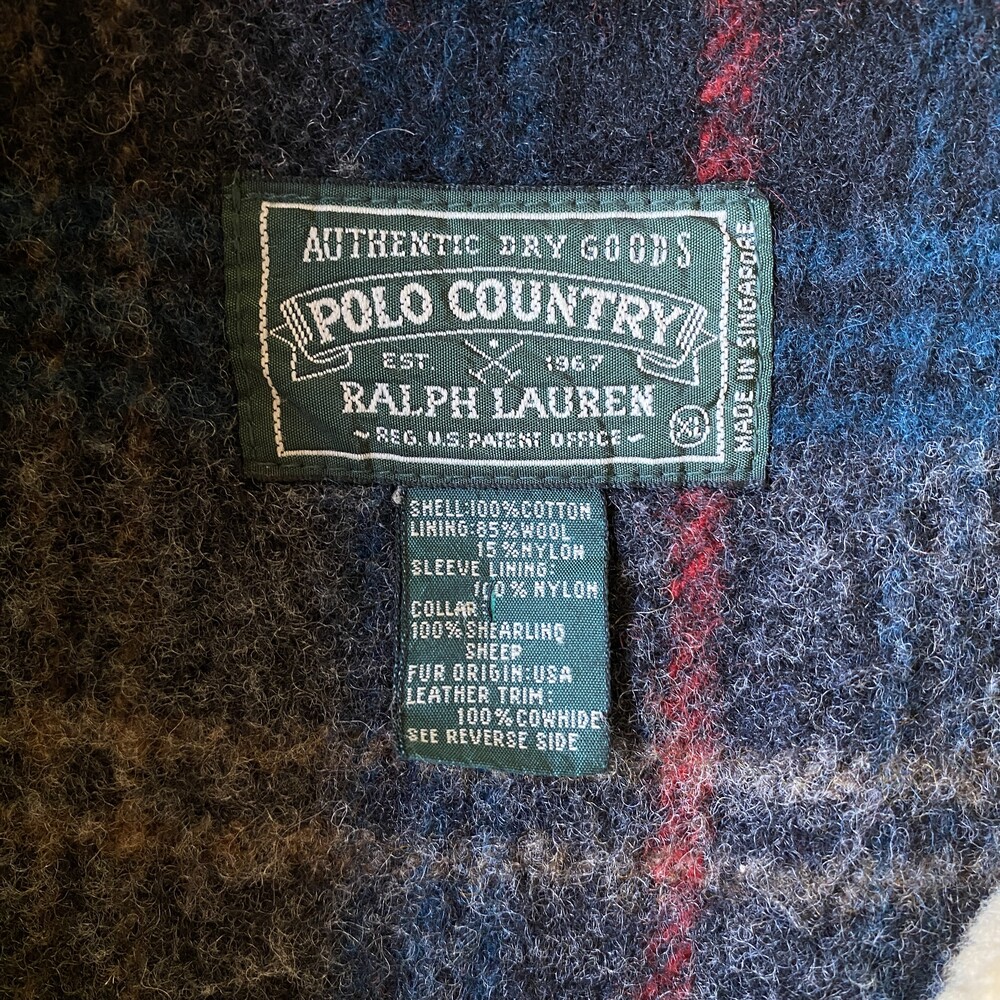 AUTHENTIC DRY GOODS
POLO COUNTRY
EST. 1967
RALPH LAUREN
~REG. U.S. PATENT OFFICE~
XL
MADE IN SINGAPORE
SHELL:100%COTTON
LINING:85%WOOL
15%NYLON
SLEEVE LINING:
100%NYLON
COLLAR:
100%SHEARLING
SHEEP
FUR ORIGIN:USA
LEATHER TRIM:
100%COWHIDE
SEE REVERSE SIDE